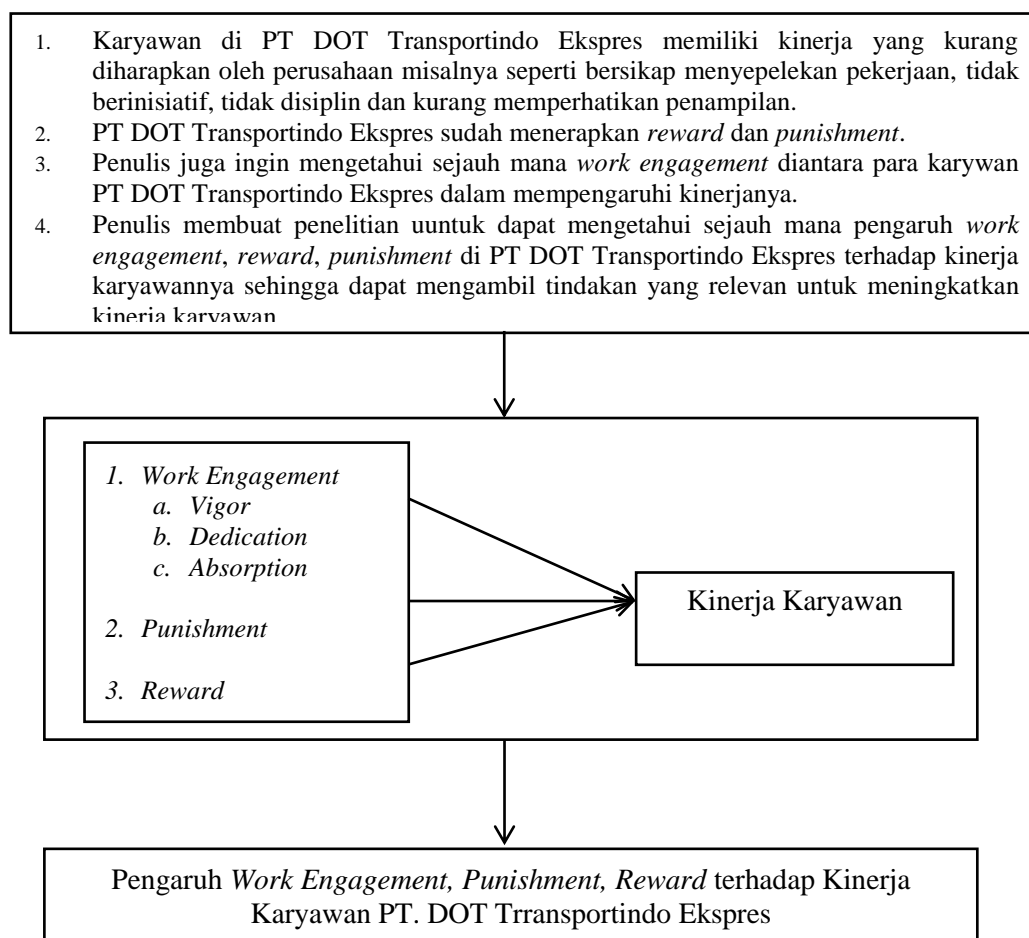 1. Karyawan di PT DOT Transportindo Ekspres memiliki kinerja yang kurang
diharapkan oleh perusahaan misalnya seperti bersikap menyepelekan pekerjaan, tidak
berinisiatif, tidak disiplin dan kurang memperhatikan penampilan.
2. PT DOT Transportindo Ekspres sudah menerapkan reward dan punishment.
3. Penulis juga ingin mengetahui sejauh mana work engagement diantara para karywan
PT DOT Transportindo Ekspres dalam mempengaruhi kinerjanya.
4. Penulis membuat penelitian uuntuk dapat mengetahui sejauh mana pengaruh work
engagement, reward, punishment di PT DOT Transportindo Ekspres terhadap kinerja
karyawannya sehingga dapat mengambil tindakan yang relevan untuk meningkatkan
kinerja karyawan
1. Work Engagement
a. Vigor
b. Dedication
c. Absorption
2. Punishment
3. Reward
Kinerja Karyawan
Pengaruh Work Engagement, Punishment, Reward terhadap Kinerja
Karyawan PT. DOT Trransportindo Ekspres